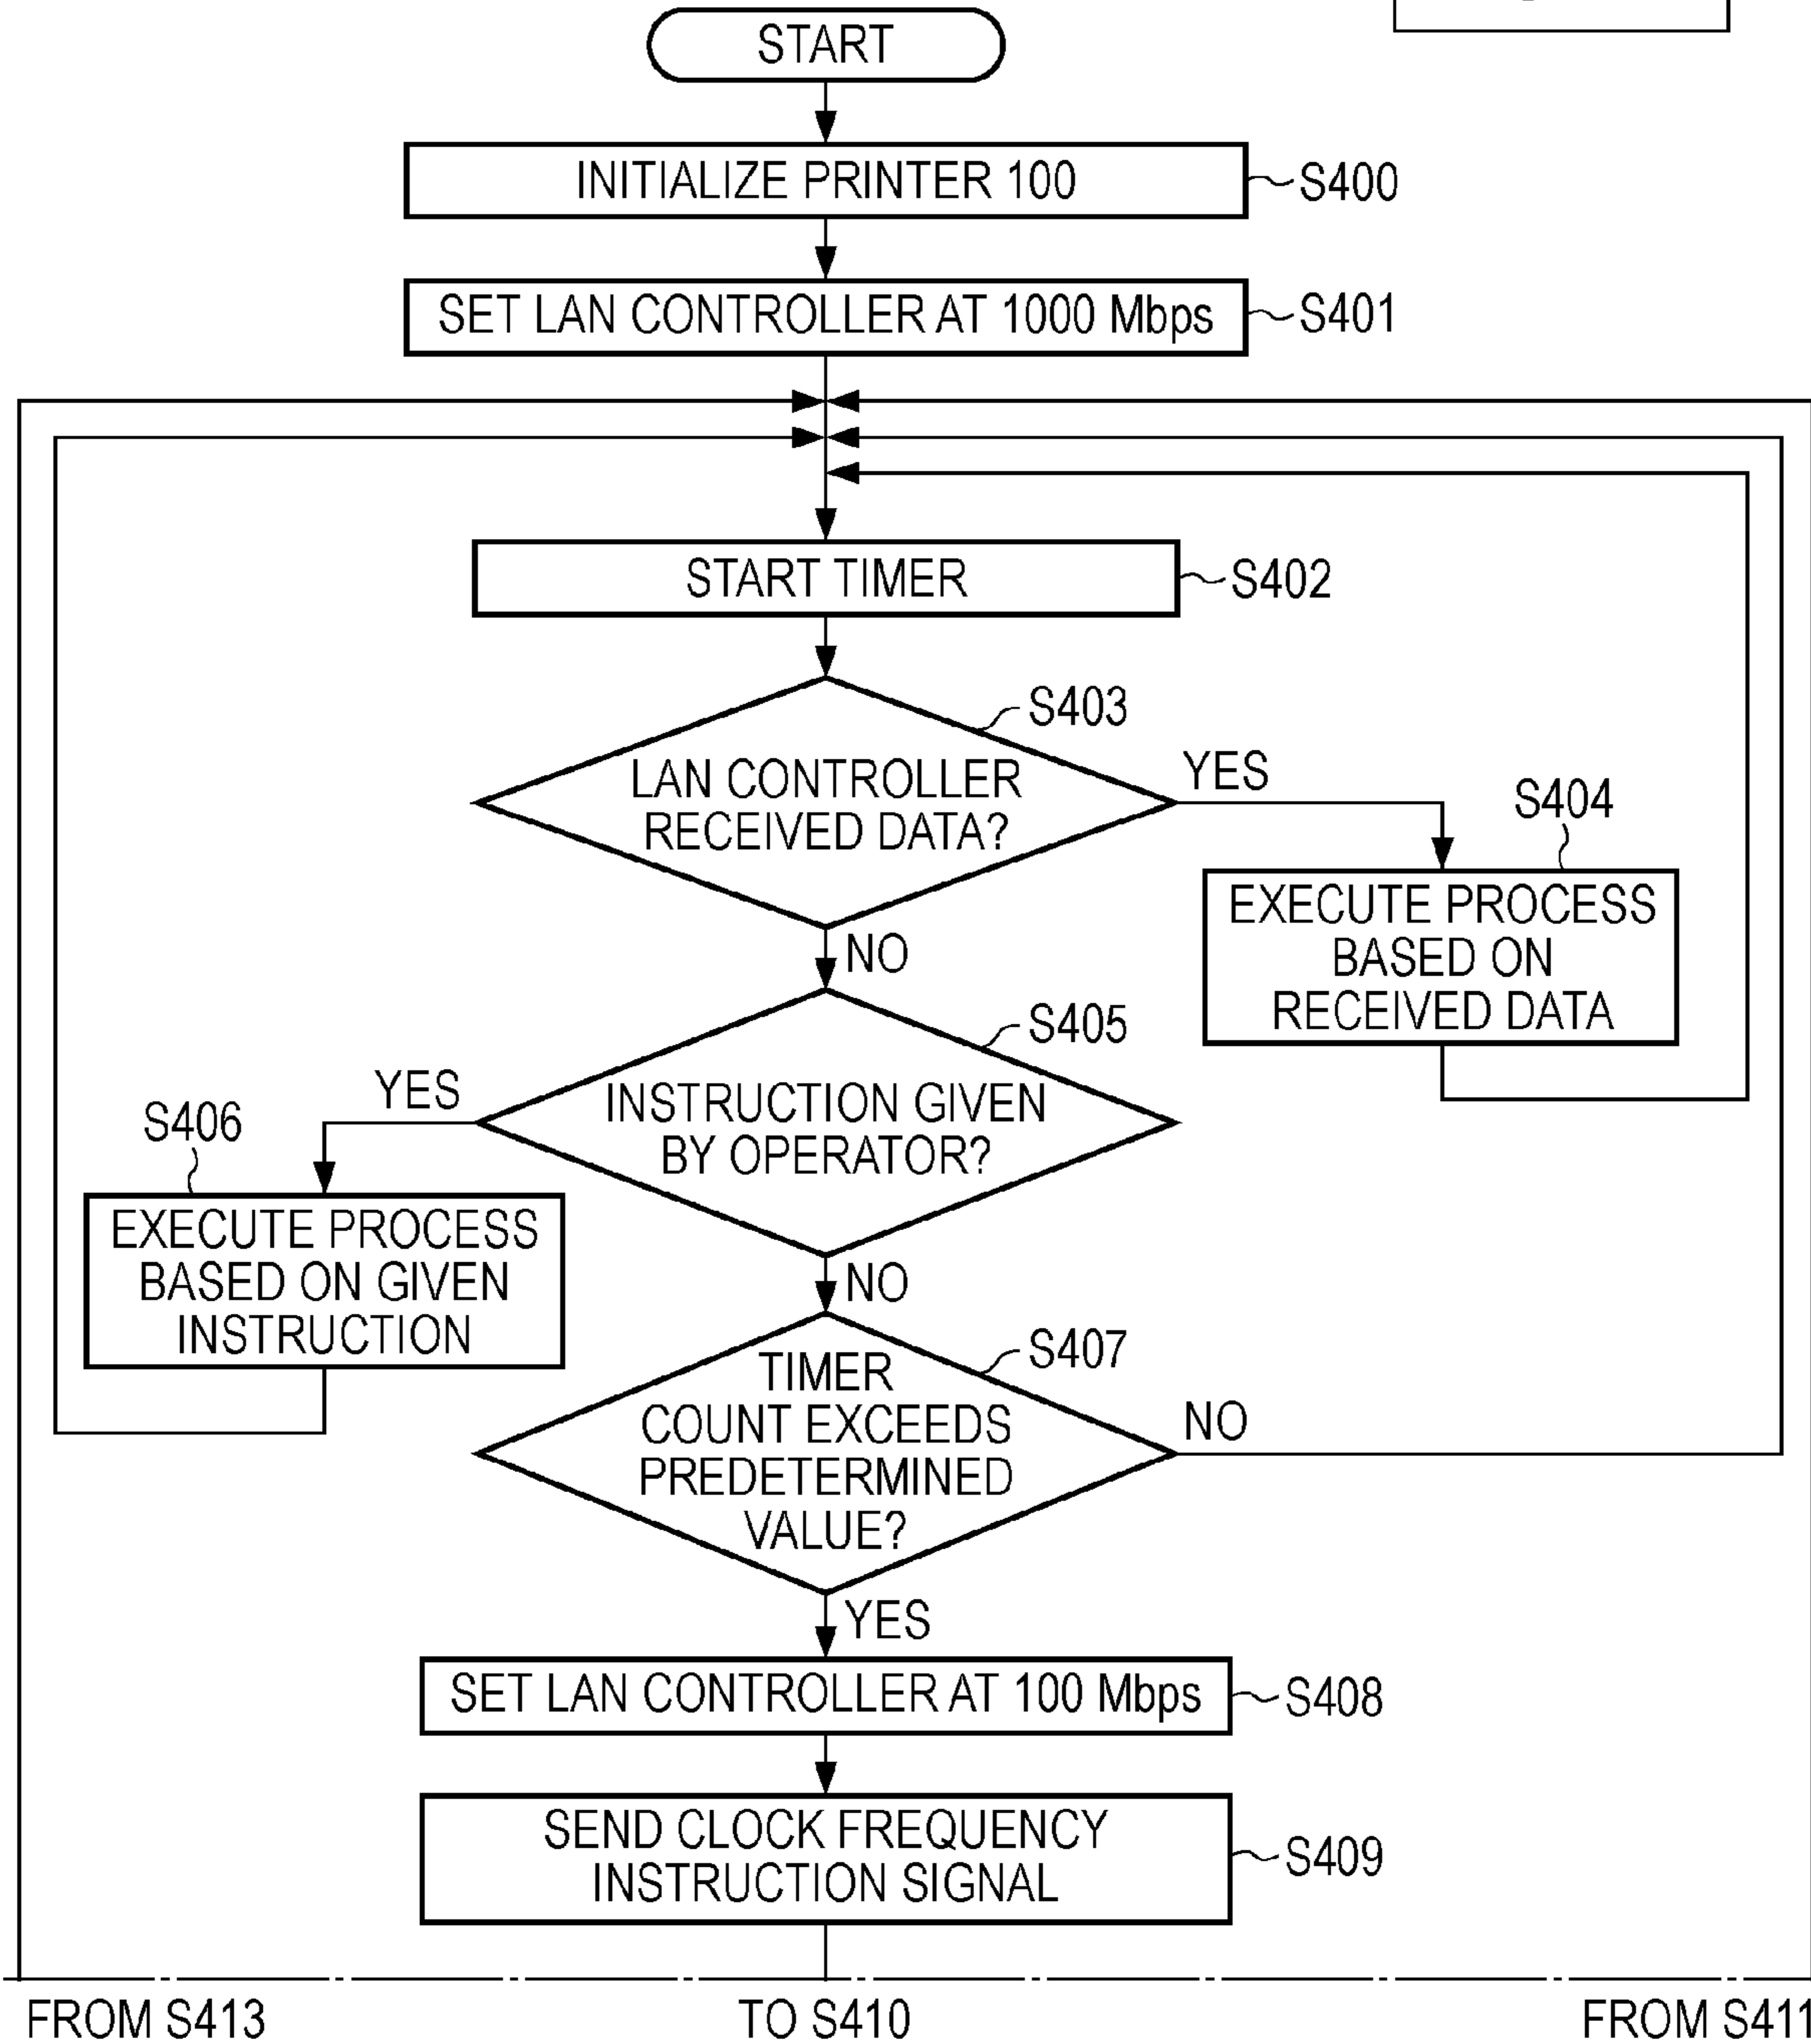 START
INITIALIZE PRINTER 100
S400
SET LAN CONTROLLER AT 1000 Mbps
S401
START TIMER
S402
S403
LAN CONTROLLER
RECEIVED DATA?
YES
S404
EXECUTE PROCESS
BASED ON
RECEIVED DATA
NO
S405
INSTRUCTION GIVEN
BY OPERATOR?
YES
S406
EXECUTE PROCESS
BASED ON GIVEN
INSTRUCTION
NO
S407
TIMER
COUNT EXCEEDS
PREDETERMINED
VALUE?
NO
YES
SET LAN CONTROLLER AT 100 Mbps
S408
SEND CLOCK FREQUENCY
INSTRUCTION SIGNAL
S409
FROM S413
TO S410
FROM S411